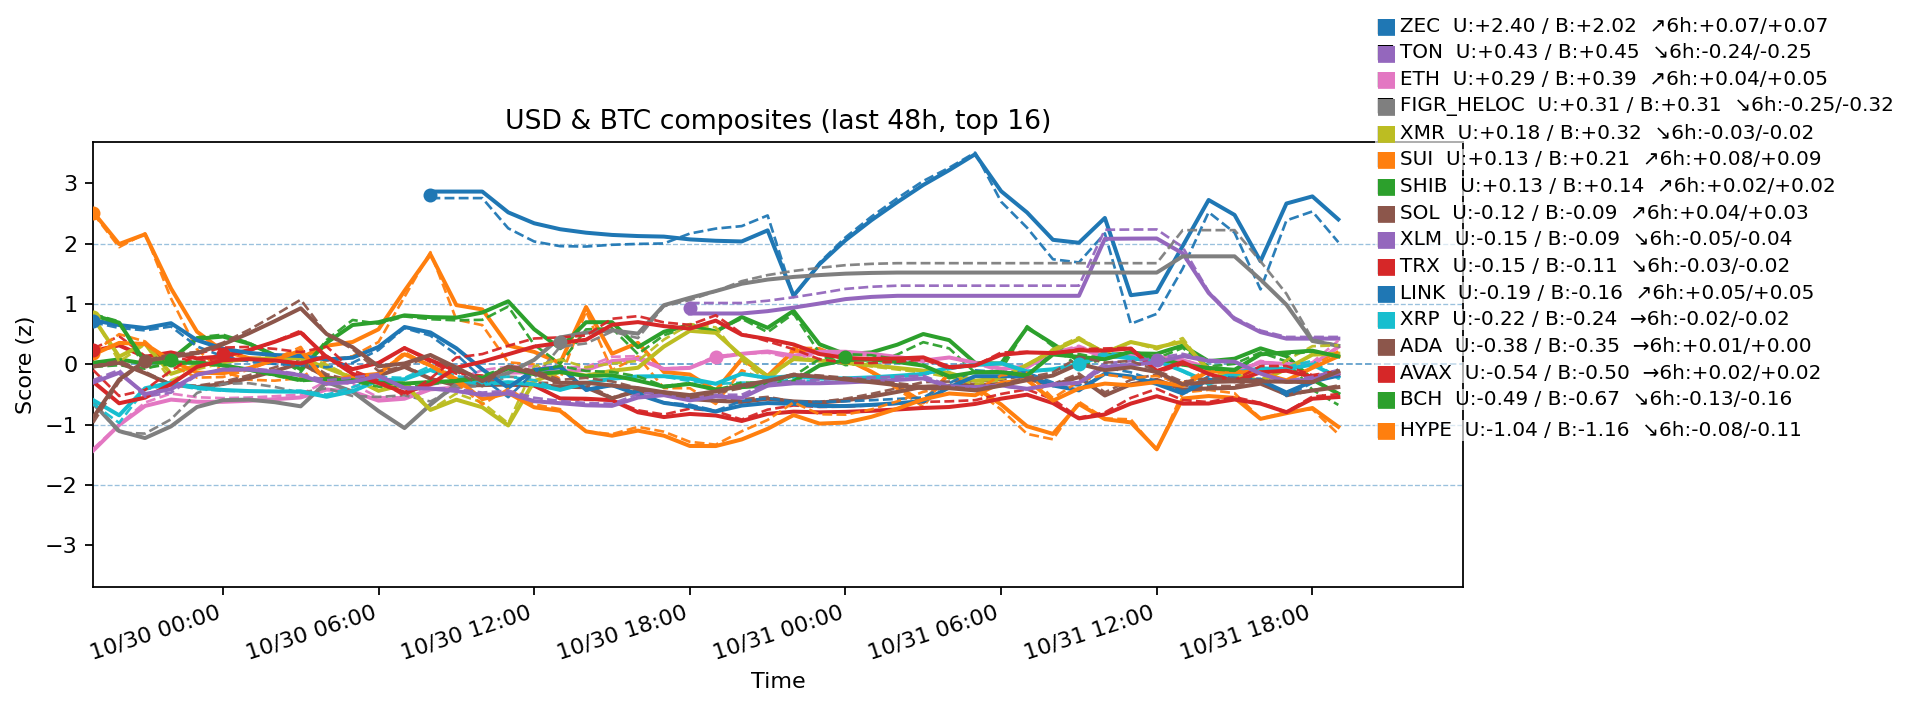 ZEC  U:+2.40 / B:+2.02  ↗6h:+0.07/+0.07
TON  U:+0.43 / B:+0.45  ↘6h:-0.24/-0.25
ETH  U:+0.29 / B:+0.39  ↗6h:+0.04/+0.05
FIGR_HELOC  U:+0.31 / B:+0.31  ↘6h:-0.25/-0.32
XMR  U:+0.18 / B:+0.32  ↘6h:-0.03/-0.02
SUI  U:+0.13 / B:+0.21  ↗6h:+0.08/+0.09
SHIB  U:+0.13 / B:+0.14  ↗6h:+0.02/+0.02
SOL  U:-0.12 / B:-0.09  ↗6h:+0.04/+0.03
XLM  U:-0.15 / B:-0.09  ↘6h:-0.05/-0.04
TRX  U:-0.15 / B:-0.11  ↘6h:-0.03/-0.02
LINK  U:-0.19 / B:-0.16  ↗6h:+0.05/+0.05
XRP  U:-0.22 / B:-0.24  →6h:-0.02/-0.02
ADA  U:-0.38 / B:-0.35  →6h:+0.01/+0.00
AVAX  U:-0.54 / B:-0.50  →6h:+0.02/+0.02
BCH  U:-0.49 / B:-0.67  ↘6h:-0.13/-0.16
HYPE  U:-1.04 / B:-1.16  ↘6h:-0.08/-0.11
USD & BTC composites (last 48h, top 16)
Score (z)
3
2
1
0
−1
−2
−3
10/30 00:00
10/30 06:00
10/30 12:00
10/30 18:00
10/31 00:00
10/31 06:00
10/31 12:00
10/31 18:00
Time